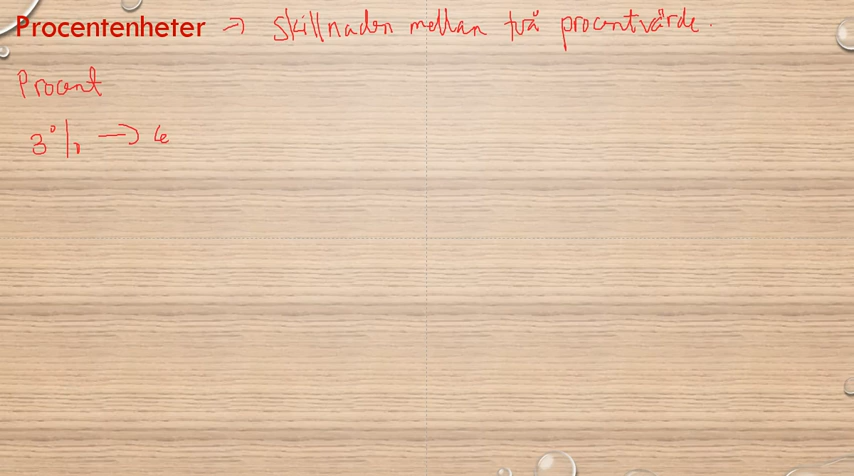 Procentenheter → Skillnaden mellan två procentvärde.
Procent
3% → 6